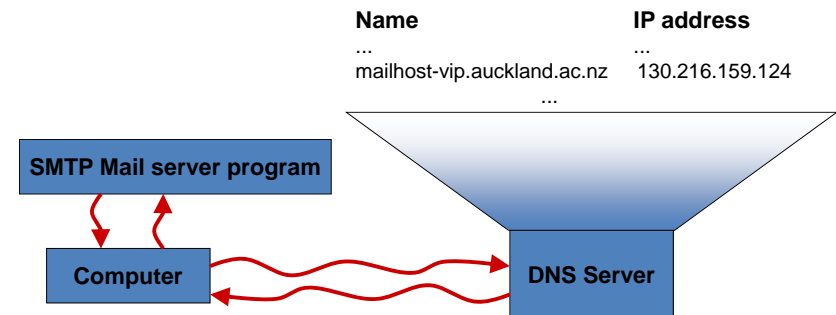 Name IP address
... ...
mailhost-vip.auckland.ac.nz 130.216.159.124
...
SMTP Mail server program
Computer
DNS Server